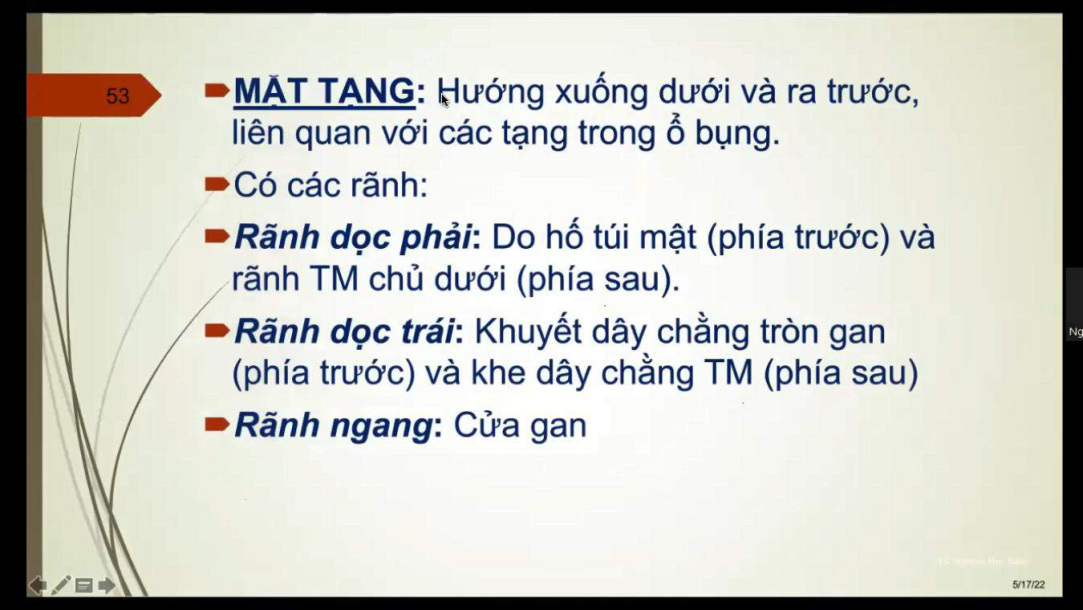 53
MẶT TẠNG: Hướng xuống dưới và ra trước,
liên quan với các tạng trong ổ bụng.
Có các rãnh:
Rãnh dọc phải: Do hố túi mật (phía trước) và
rãnh TM chủ dưới (phía sau).
Rãnh dọc trái: Khuyết dây chằng tròn gan
(phía trước) và khe dây chằng TM (phía sau)
Rãnh ngang: Cửa gan
Ng
5/17/22